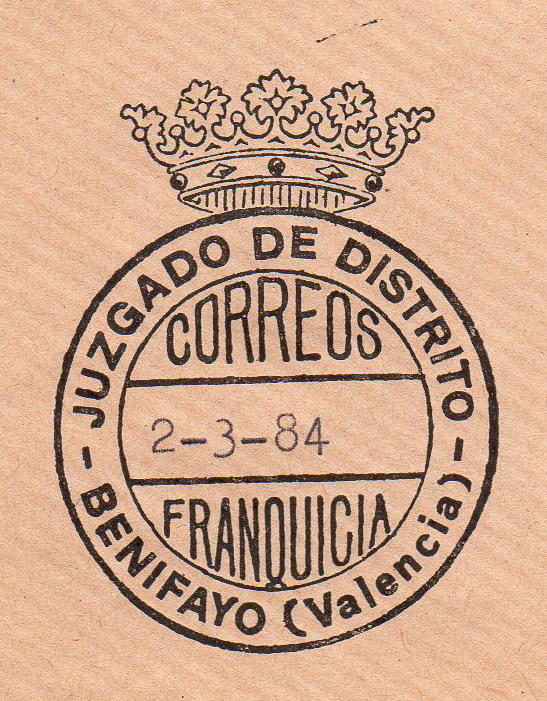 JUZGADO DE DISTRITO
CORREOS
2-3-84
FRANQUICIA
- BENIFAYO (Valencia) -